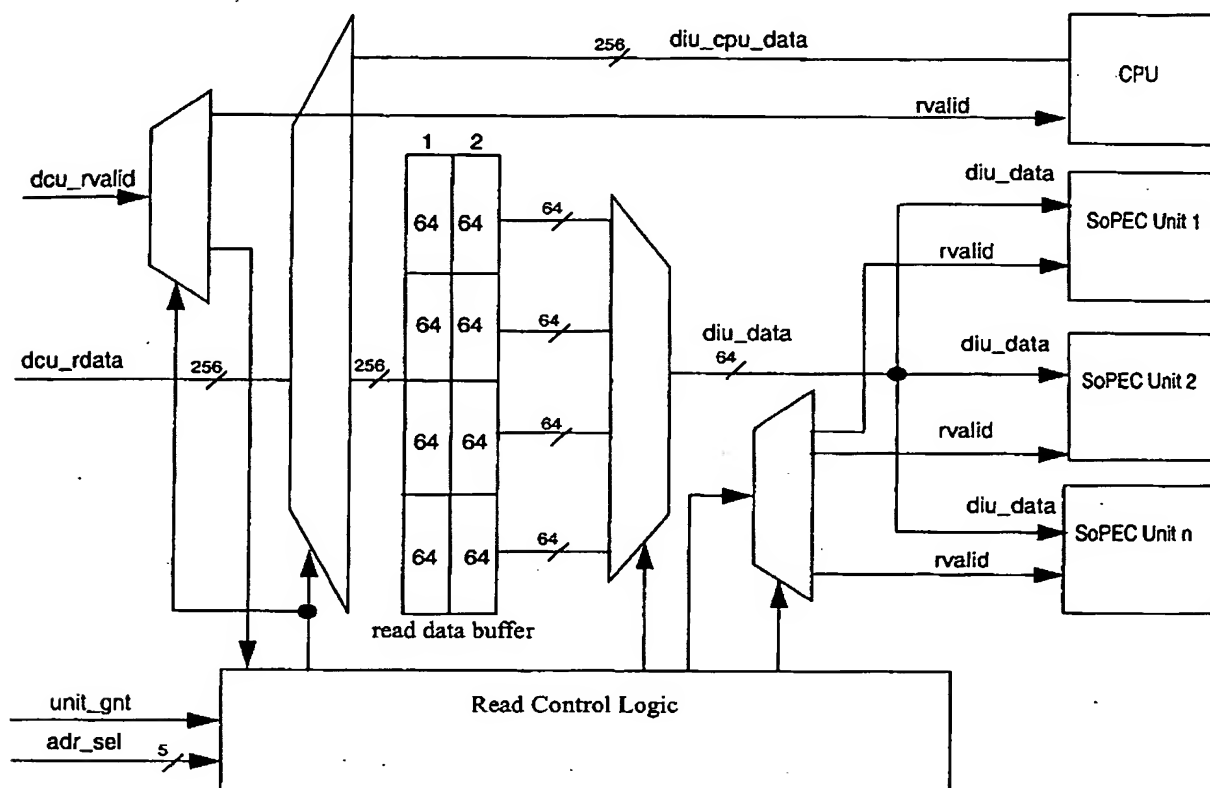 256
diu_cpu_data
CPU
rvalid
1 2
dcu_rvalid
diu_data
64 64
64
SoPEC Unit 1
rvalid
64 64
64
diu_data
64
diu_data
dcu_rdata
256
256
SoPEC Unit 2
64 64
64
rvalid
diu_data
64 64
64
SoPEC Unit n
rvalid
read data buffer
unit_gnt
Read Control Logic
adr_sel
5